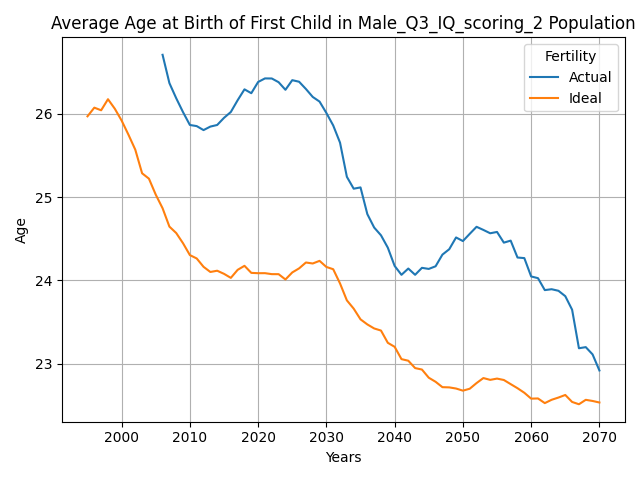 Average Age at Birth of First Child in Male_Q3_IQ_scoring_2 Population
Fertility
Actual
Ideal
Age
26
25
24
23
2000 2010 2020 2030 2040 2050 2060 2070
Years